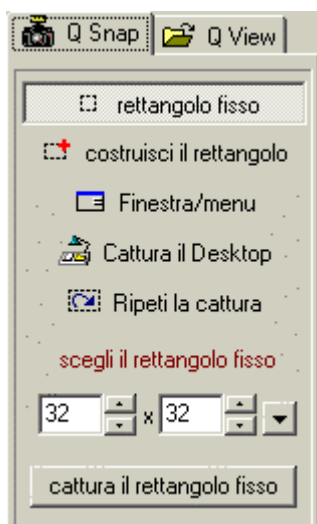 Q Snap Q View
rettangolo fisso
costruisci il rettangolo
Finestra/menu
Cattura il Desktop
Ripeti la cattura
scegli il rettangolo fisso
32 x 32
cattura il rettangolo fisso